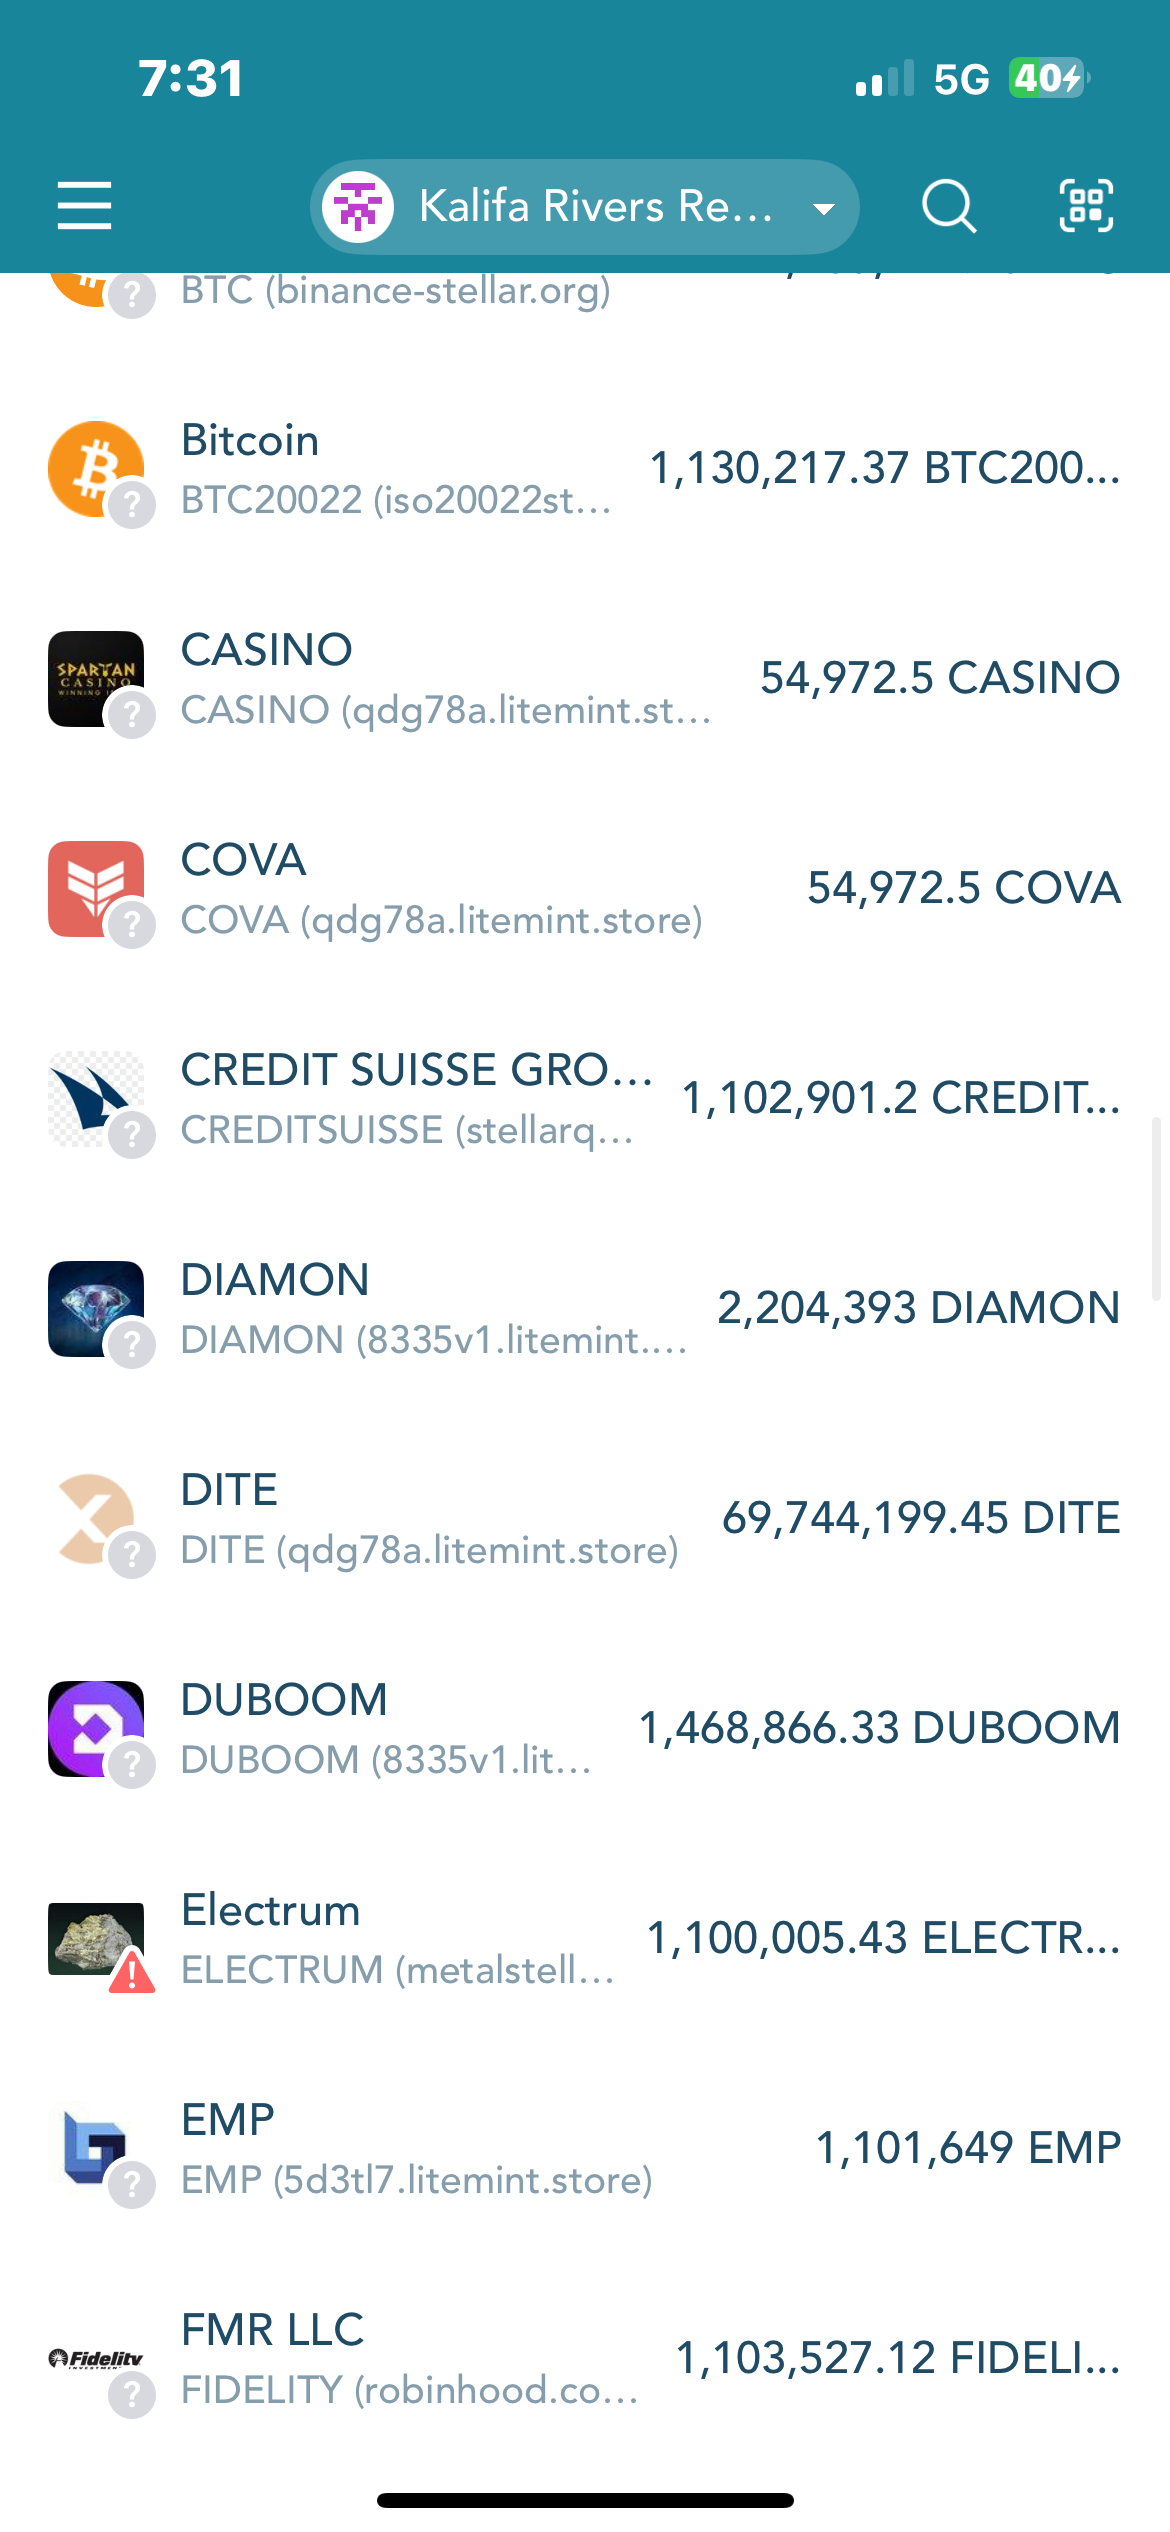 7:31
5G 40
Kalifa Rivers Re...
BTC (binance-stellar.org)
Bitcoin
1,130,217.37 BTC200...
BTC20022 (iso20022st...
SPARTAN
CASINO
CASINO
54,972.5 CASINO
CASINO (qdg78a.litemint.st...
COVA
54,972.5 COVA
COVA (qdg78a.litemint.store)
CREDIT SUISSE GRO...
1,102,901.2 CREDIT...
CREDITSUISSE (stellarq...
DIAMON
2,204,393 DIAMON
DIAMON (8335v1.litemint....
DITE
69,744,199.45 DITE
DITE (qdg78a.litemint.store)
DUBOOM
1,468,866.33 DUBOOM
DUBOOM (8335v1.lit...
Electrum
1,100,005.43 ELECTR...
ELECTRUM (metalstell...
EMP
1,101,649 EMP
EMP (5d3tl7.litemint.store)
FMR LLC
Fidelity
1,103,527.12 FIDELI...
FIDELITY (robinhood.co...